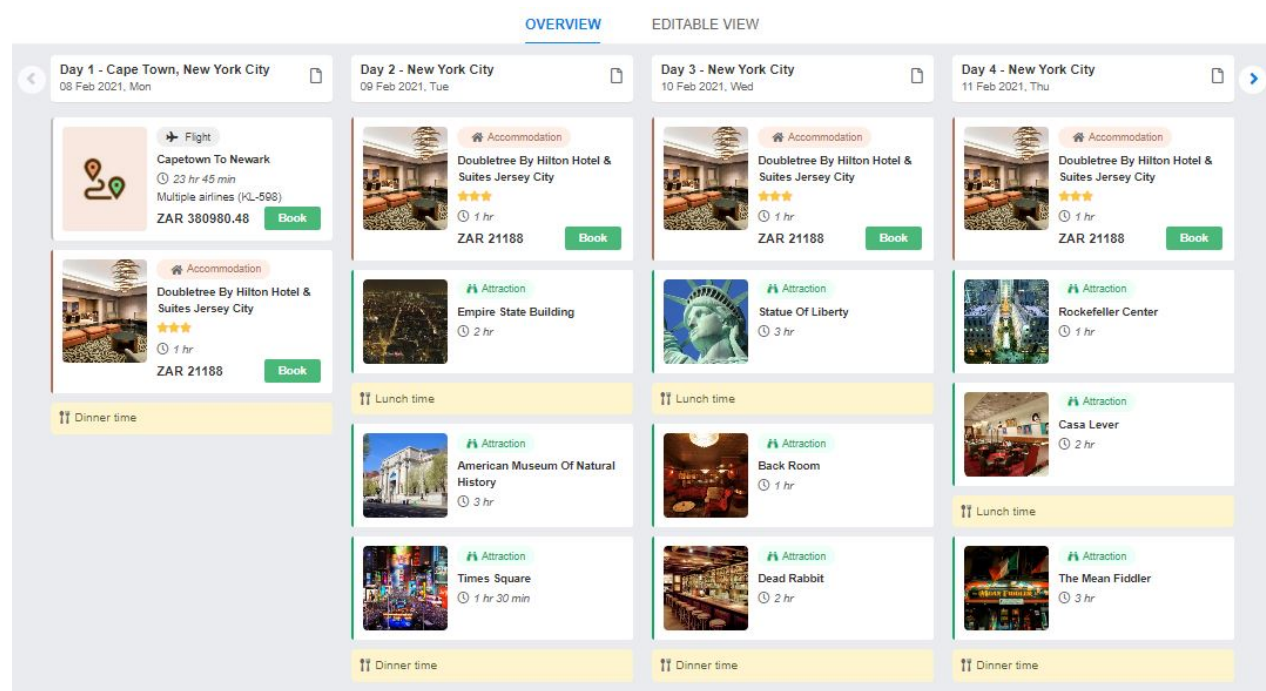 OVERVIEW
EDITABLE VIEW
Day 1 - Cape Town, New York City
08 Feb 2021, Mon
Flight
Capetown To Newark
23 hr 45 min
Multiple airlines (KL-598)
ZAR 380980.48
Book
Accommodation
Doubletree By Hilton Hotel &
Suites Jersey City
1 hr
ZAR 21188
Book
Dinner time
Day 2 - New York City
09 Feb 2021, Tue
Accommodation
Doubletree By Hilton Hotel &
Suites Jersey City
1 hr
ZAR 21188
Book
Attraction
Empire State Building
2 hr
Lunch time
Attraction
American Museum Of Natural
History
3 hr
Attraction
Times Square
1 hr 30 min
Dinner time
Day 3 - New York City
10 Feb 2021, Wed
Accommodation
Doubletree By Hilton Hotel &
Suites Jersey City
1 hr
ZAR 21188
Book
Attraction
Statue Of Liberty
3 hr
Lunch time
Attraction
Back Room
1 hr
Attraction
Dead Rabbit
2 hr
Dinner time
Day 4 - New York City
11 Feb 2021, Thu
Accommodation
Doubletree By Hilton Hotel &
Suites Jersey City
1 hr
ZAR 21188
Book
Attraction
Rockefeller Center
1 hr
Attraction
Casa Lever
2 hr
Lunch time
Attraction
The Mean Fiddler
3 hr
MEAN FIDDLER
Dinner time